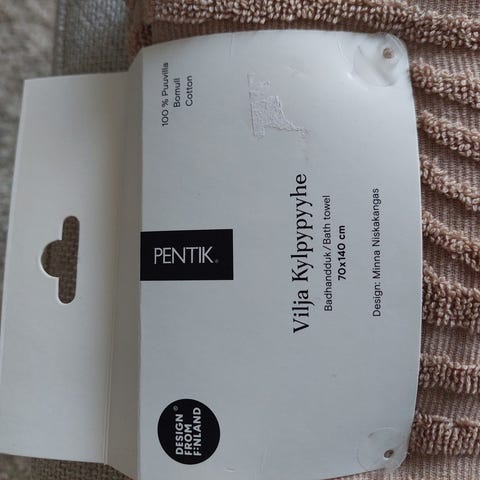 100 % Puuvilla
Bomull
Cotton
PENTIK®
Vilja Kylpypyyhe
Badhandduk/Bath towel
70x140 cm
Design: Minna Niskakangas
DESIGN®
FROM
FINLAND